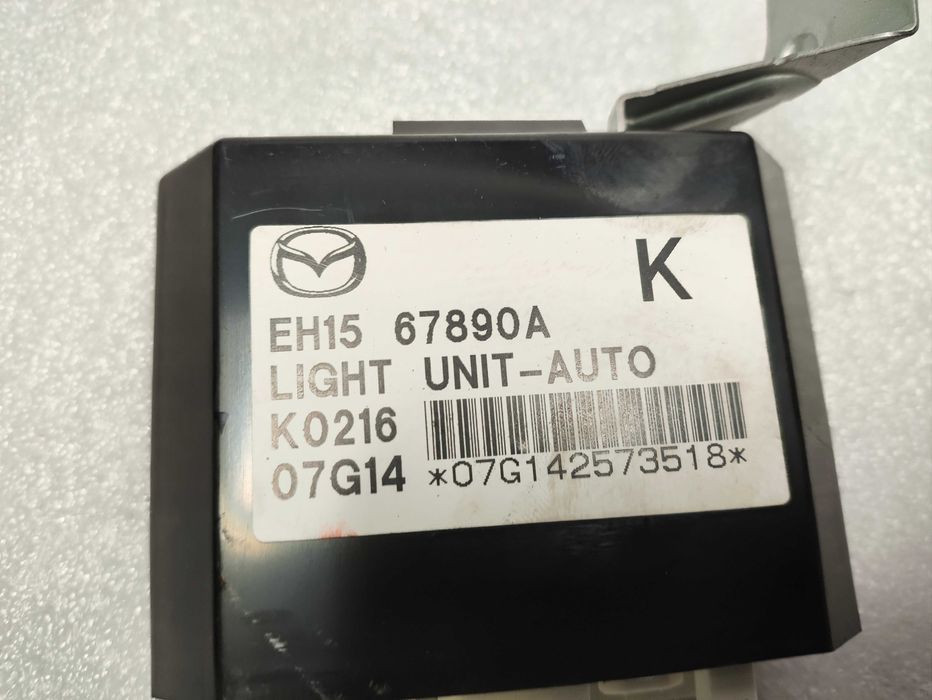 K
EH15 67890A
LIGHT UNIT-AUTO
K0216
07G14 *07G142573518*